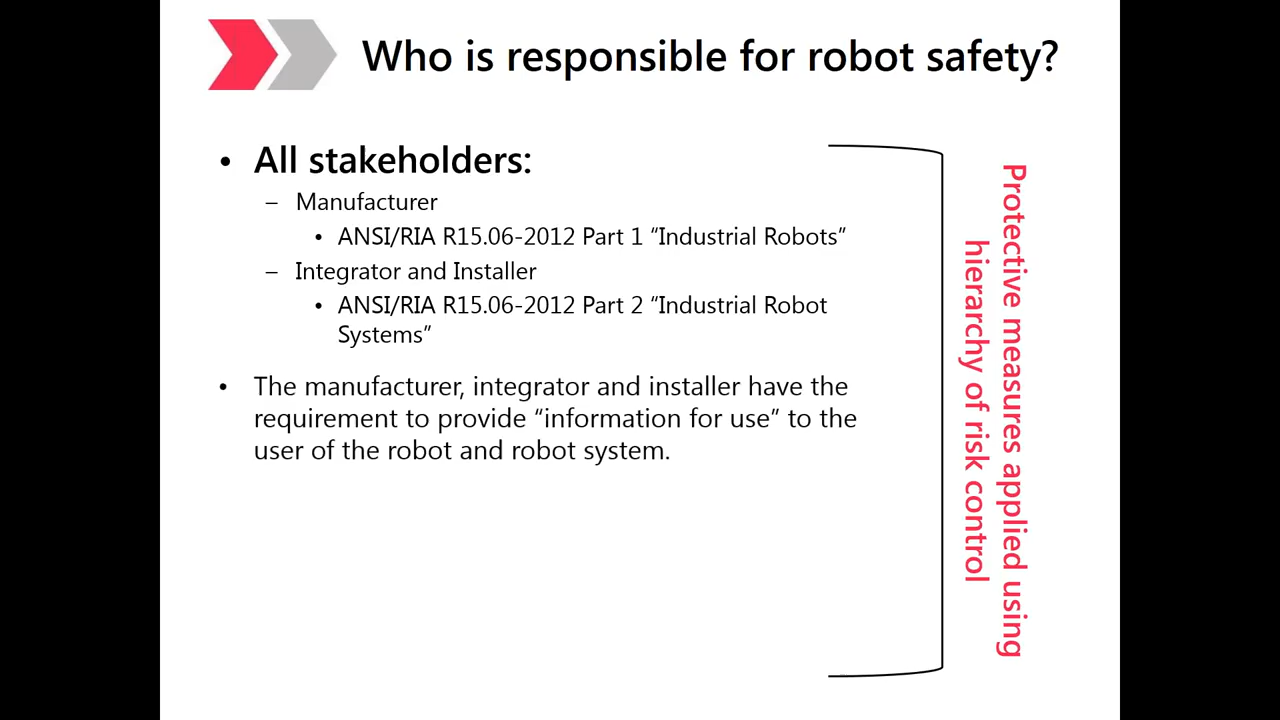 Who is responsible for robot safety?
• All stakeholders:
– Manufacturer
• ANSI/RIA R15.06-2012 Part 1 “Industrial Robots”
– Integrator and Installer
• ANSI/RIA R15.06-2012 Part 2 “Industrial Robot
Systems”
• The manufacturer, integrator and installer have the
requirement to provide “information for use” to the
user of the robot and robot system.
Protective measures applied using
hierarchy of risk control